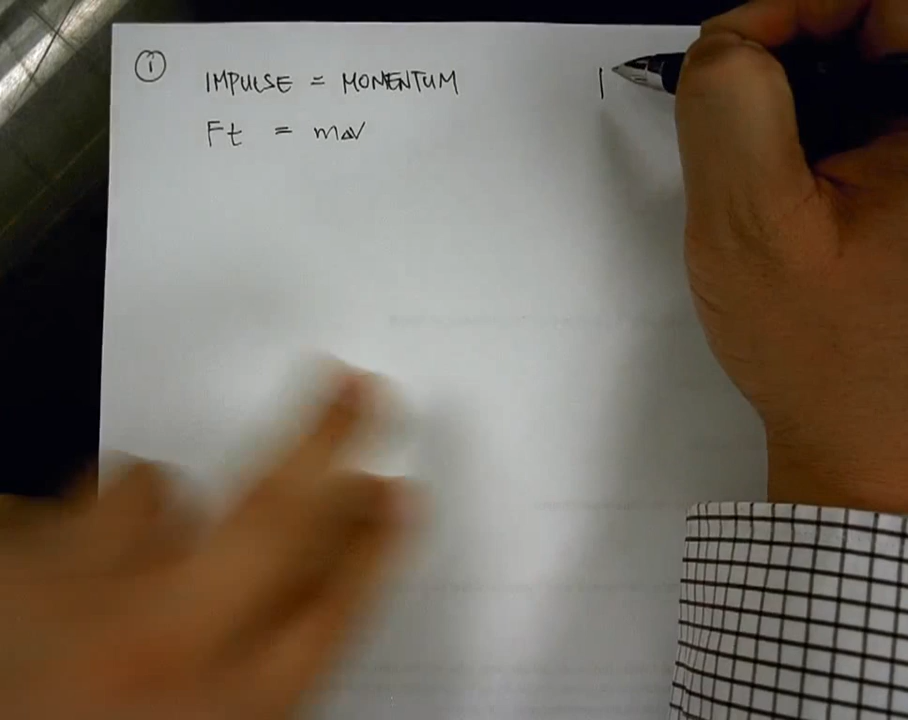 ① IMPULSE = MOMENTUM
Ft = mΔV